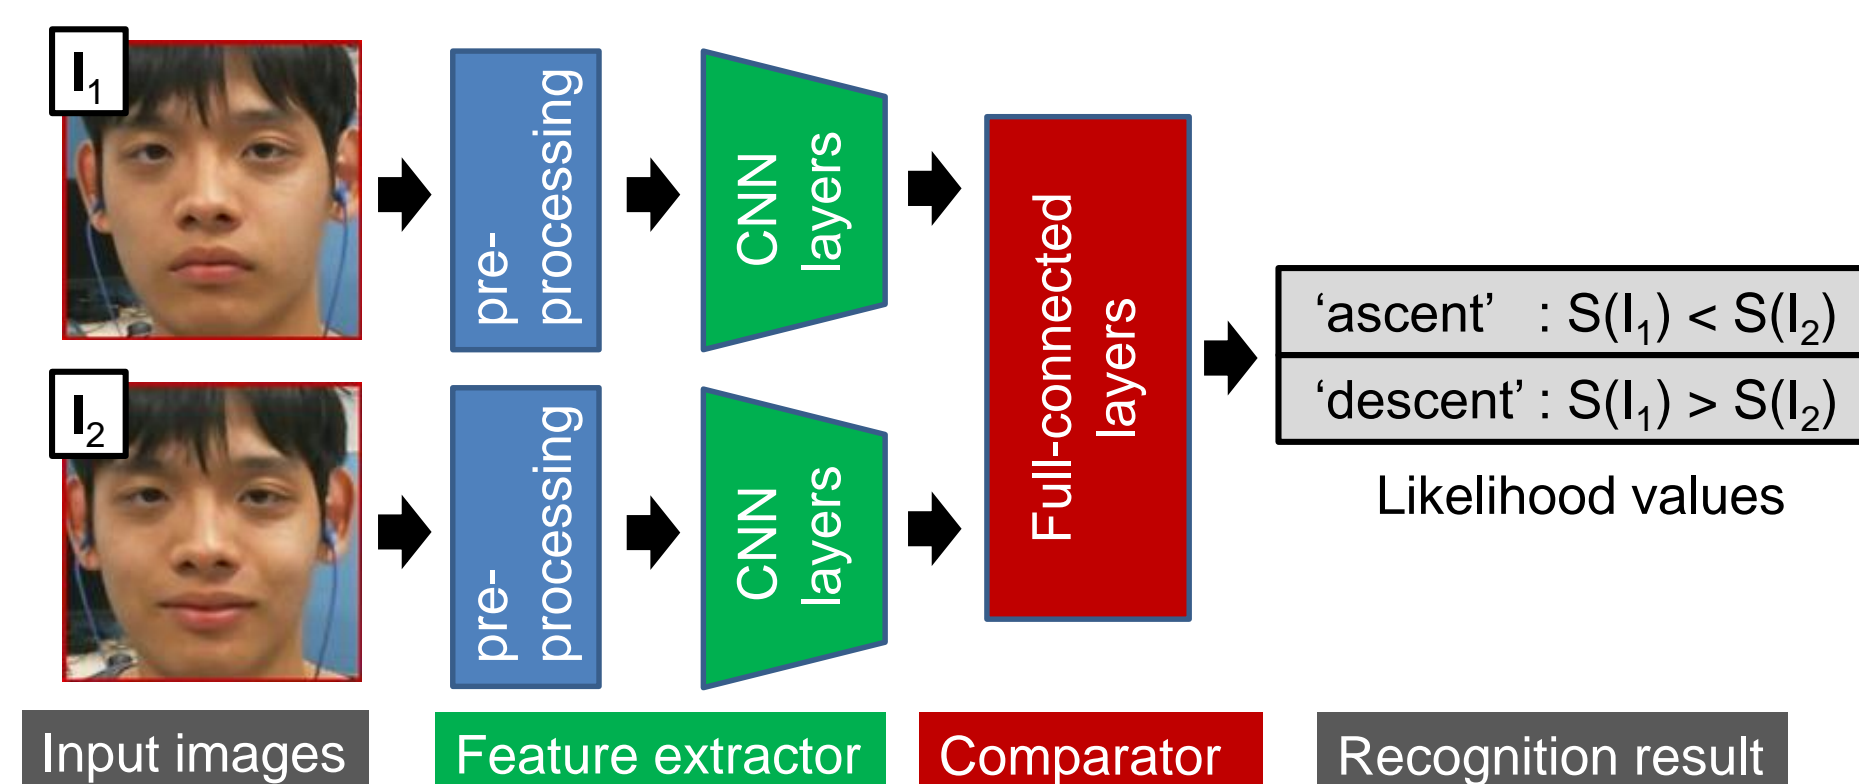 I1
pre-
processing
CNN
layers
I2
pre-
processing
CNN
layers
Full-connected
layers
‘ascent’ : S(I1) < S(I2)
‘descent’ : S(I1) > S(I2)
Likelihood values
Input images
Feature extractor
Comparator
Recognition result